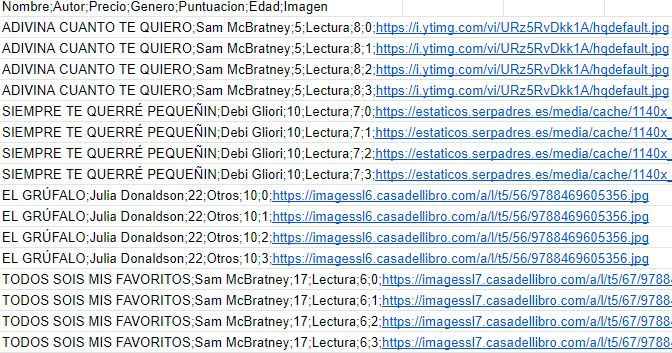 Nombre;Autor;Precio;Genero;Puntuacion;Edad;Imagen
ADIVINA CUANTO TE QUIERO;Sam McBratney;5;Lectura;8;0;https://i.ytimg.com/vi/URz5RvDkk1A/hqdefault.jpg
ADIVINA CUANTO TE QUIERO;Sam McBratney;5;Lectura;8;1;https://i.ytimg.com/vi/URz5RvDkk1A/hqdefault.jpg
ADIVINA CUANTO TE QUIERO;Sam McBratney;5;Lectura;8;2;https://i.ytimg.com/vi/URz5RvDkk1A/hqdefault.jpg
ADIVINA CUANTO TE QUIERO;Sam McBratney;5;Lectura;8;3;https://i.ytimg.com/vi/URz5RvDkk1A/hqdefault.jpg
SIEMPRE TE QUERRÉ PEQUEÑIN;Debi Gliori;10;Lectura;7;0;https://estaticos.serpadres.es/media/cache/1140x_
SIEMPRE TE QUERRÉ PEQUEÑIN;Debi Gliori;10;Lectura;7;1;https://estaticos.serpadres.es/media/cache/1140x_
SIEMPRE TE QUERRÉ PEQUEÑIN;Debi Gliori;10;Lectura;7;2;https://estaticos.serpadres.es/media/cache/1140x_
SIEMPRE TE QUERRÉ PEQUEÑIN;Debi Gliori;10;Lectura;7;3;https://estaticos.serpadres.es/media/cache/1140x_
EL GRÚFALO;Julia Donaldson;22;Otros;10;0;https://imagessl6.casadellibro.com/a/l/t5/56/9788469605356.jpg
EL GRÚFALO;Julia Donaldson;22;Otros;10;1;https://imagessl6.casadellibro.com/a/l/t5/56/9788469605356.jpg
EL GRÚFALO;Julia Donaldson;22;Otros;10;2;https://imagessl6.casadellibro.com/a/l/t5/56/9788469605356.jpg
EL GRÚFALO;Julia Donaldson;22;Otros;10;3;https://imagessl6.casadellibro.com/a/l/t5/56/9788469605356.jpg
TODOS SOIS MIS FAVORITOS;Sam McBratney;17;Lectura;6;0;https://imagessl7.casadellibro.com/a/l/t5/67/9788
TODOS SOIS MIS FAVORITOS;Sam McBratney;17;Lectura;6;1;https://imagessl7.casadellibro.com/a/l/t5/67/9788
TODOS SOIS MIS FAVORITOS;Sam McBratney;17;Lectura;6;2;https://imagessl7.casadellibro.com/a/l/t5/67/9788
TODOS SOIS MIS FAVORITOS;Sam McBratney;17;Lectura;6;3;https://imagessl7.casadellibro.com/a/l/t5/67/9788